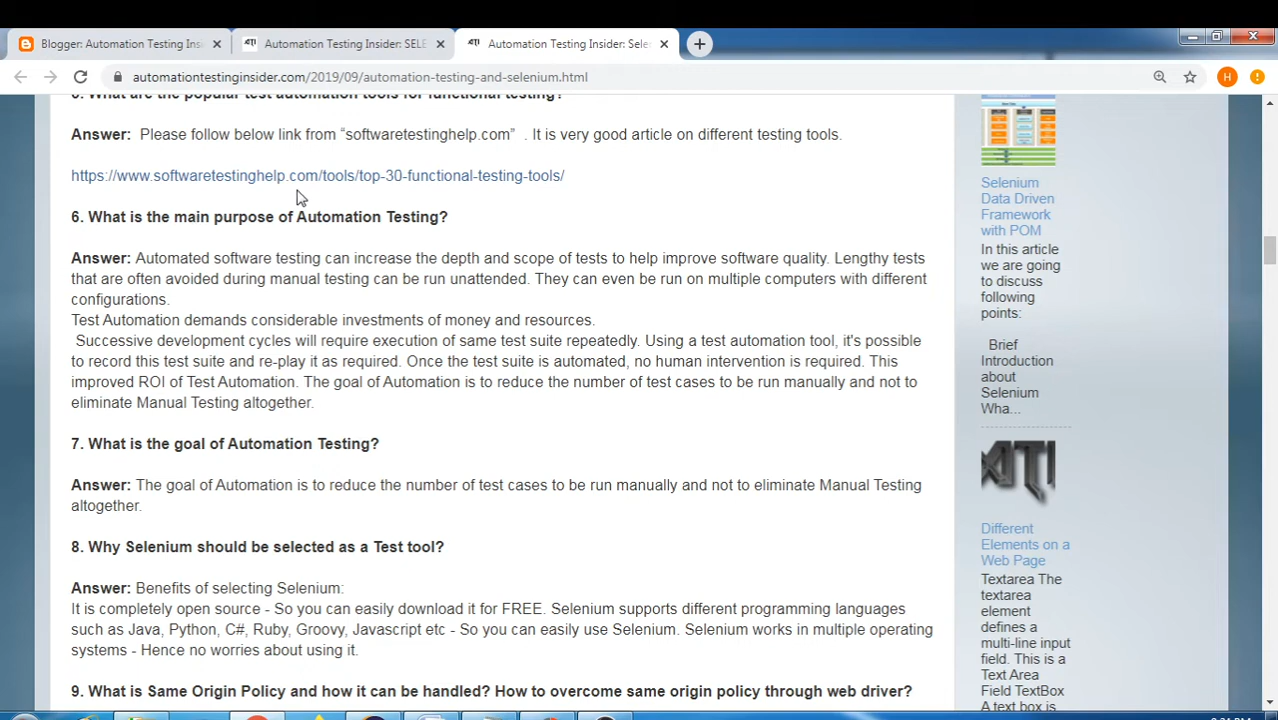 Blogger: Automation Testing Insi
Automation Testing Insider: SELE
Automation Testing Insider: Sele
automationtestinginsider.com/2019/09/automation-testing-and-selenium.html
H
5. What are the popular test automation tools for functional testing?
Answer: Please follow below link from “softwaretestinghelp.com” . It is very good article on different testing tools.
https://www.softwaretestinghelp.com/tools/top-30-functional-testing-tools/
6. What is the main purpose of Automation Testing?
Answer: Automated software testing can increase the depth and scope of tests to help improve software quality. Lengthy tests
that are often avoided during manual testing can be run unattended. They can even be run on multiple computers with different
configurations.
Test Automation demands considerable investments of money and resources.
Successive development cycles will require execution of same test suite repeatedly. Using a test automation tool, it's possible
to record this test suite and re-play it as required. Once the test suite is automated, no human intervention is required. This
improved ROI of Test Automation. The goal of Automation is to reduce the number of test cases to be run manually and not to
eliminate Manual Testing altogether.
7. What is the goal of Automation Testing?
Answer: The goal of Automation is to reduce the number of test cases to be run manually and not to eliminate Manual Testing
altogether.
8. Why Selenium should be selected as a Test tool?
Answer: Benefits of selecting Selenium:
It is completely open source - So you can easily download it for FREE. Selenium supports different programming languages
such as Java, Python, C#, Ruby, Groovy, Javascript etc - So you can easily use Selenium. Selenium works in multiple operating
systems - Hence no worries about using it.
9. What is Same Origin Policy and how it can be handled? How to overcome same origin policy through web driver?
Selenium
Data Driven
Framework
with POM
In this article
we are going
to discuss
following
points:
Brief
Introduction
about
Selenium
Wha...
ATI
Different
Elements on a
Web Page
Textarea The
textarea
element
defines a
multi-line input
field. This is a
Text Area
Field TextBox
A text box is